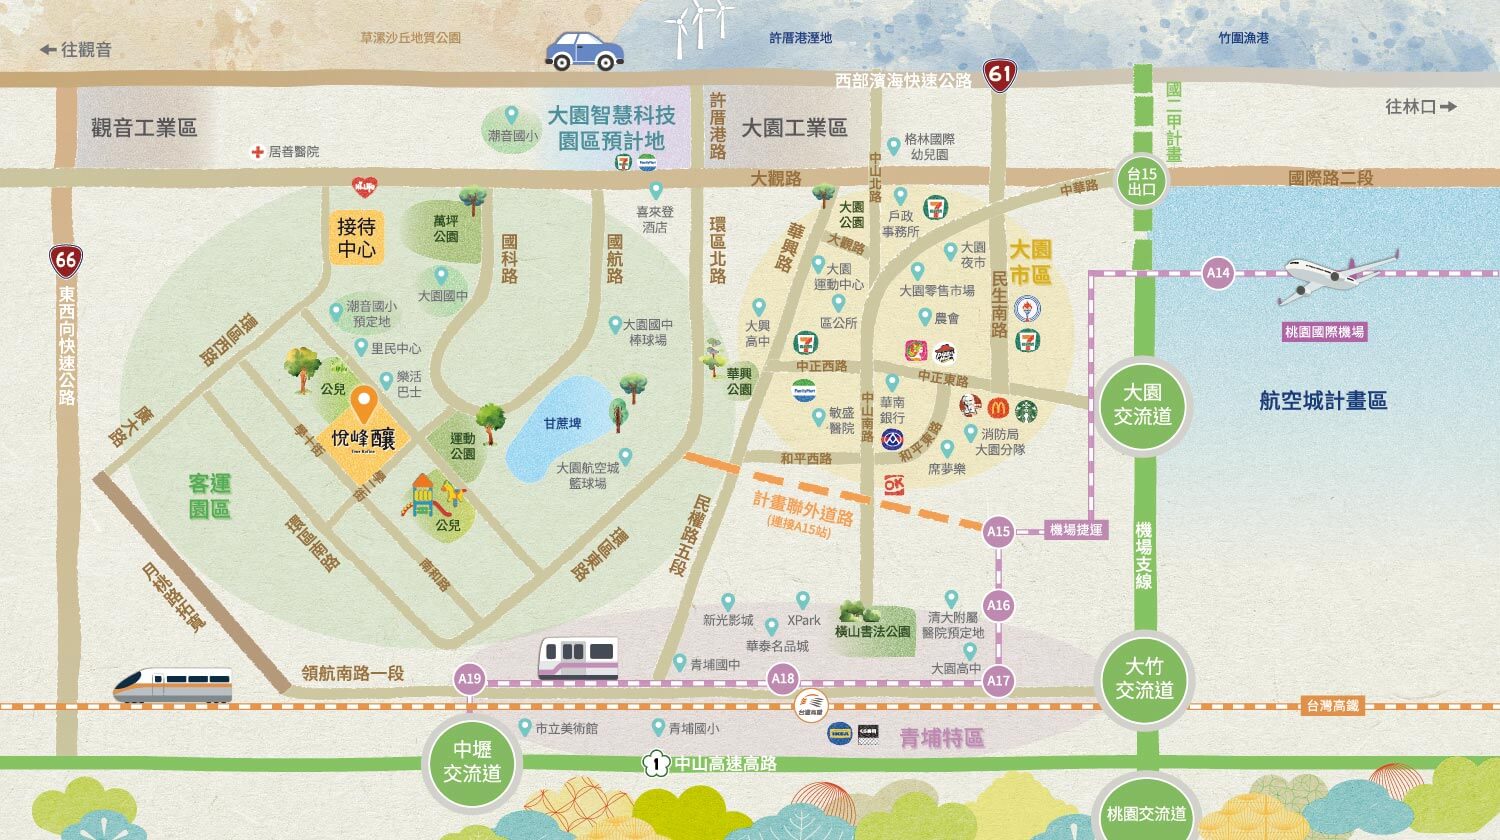 往觀音
草漯沙丘地質公園
許厝港溼地
竹圍漁港
西部濱海快速公路
61
往林口
國二甲計畫
觀音工業區
居善醫院
潮音國小
大園智慧科技
園區預計地
7
FamilyMart
許厝港路
大園工業區
格林國際
幼兒園
中山北路
大觀路
中華路
台15
出口
國際路二段
Hi-Life
接待
中心
萬坪
公園
國科路
國航路
喜來登
酒店
環區北路
華興路
大園
公園
大觀路
戶政
事務所
大園
夜市
大園
市區
民生南路
66
東西向快速公路
A14
桃園國際機場
航空城計畫區
大園國中
潮音國小
預定地
里民中心
環區西路
大園國中
棒球場
大園
運動中心
區公所
大園零售市場
農會
大興
高中
中正西路
中正東路
華興
公園
公兒
樂活
巴士
悅峰釀
廣大路
學十街
學三街
運動
公園
甘蔗埤
大園航空城
籃球場
FamilyMart
敏盛
醫院
中山南路
華南
銀行
和平西路
和平東路
消防局
大園分隊
席夢樂
OK
大園
交流道
客運
園區
公兒
環區南路
南和路
環區東路
民權路五段
計畫聯外道路
(連接A15站)
A15
機場捷運
機場支線
月桃路拓寬
A16
新光影城
XPark
華泰名品城
橫山書法公園
清大附屬
醫院預定地
大園高中
青埔國中
領航南路一段
A19
A18
A17
大竹
交流道
台灣高鐵
台灣高鐵
市立美術館
青埔國小
IKEA
青埔特區
中壢
交流道
1
中山高速高路
桃園交流道